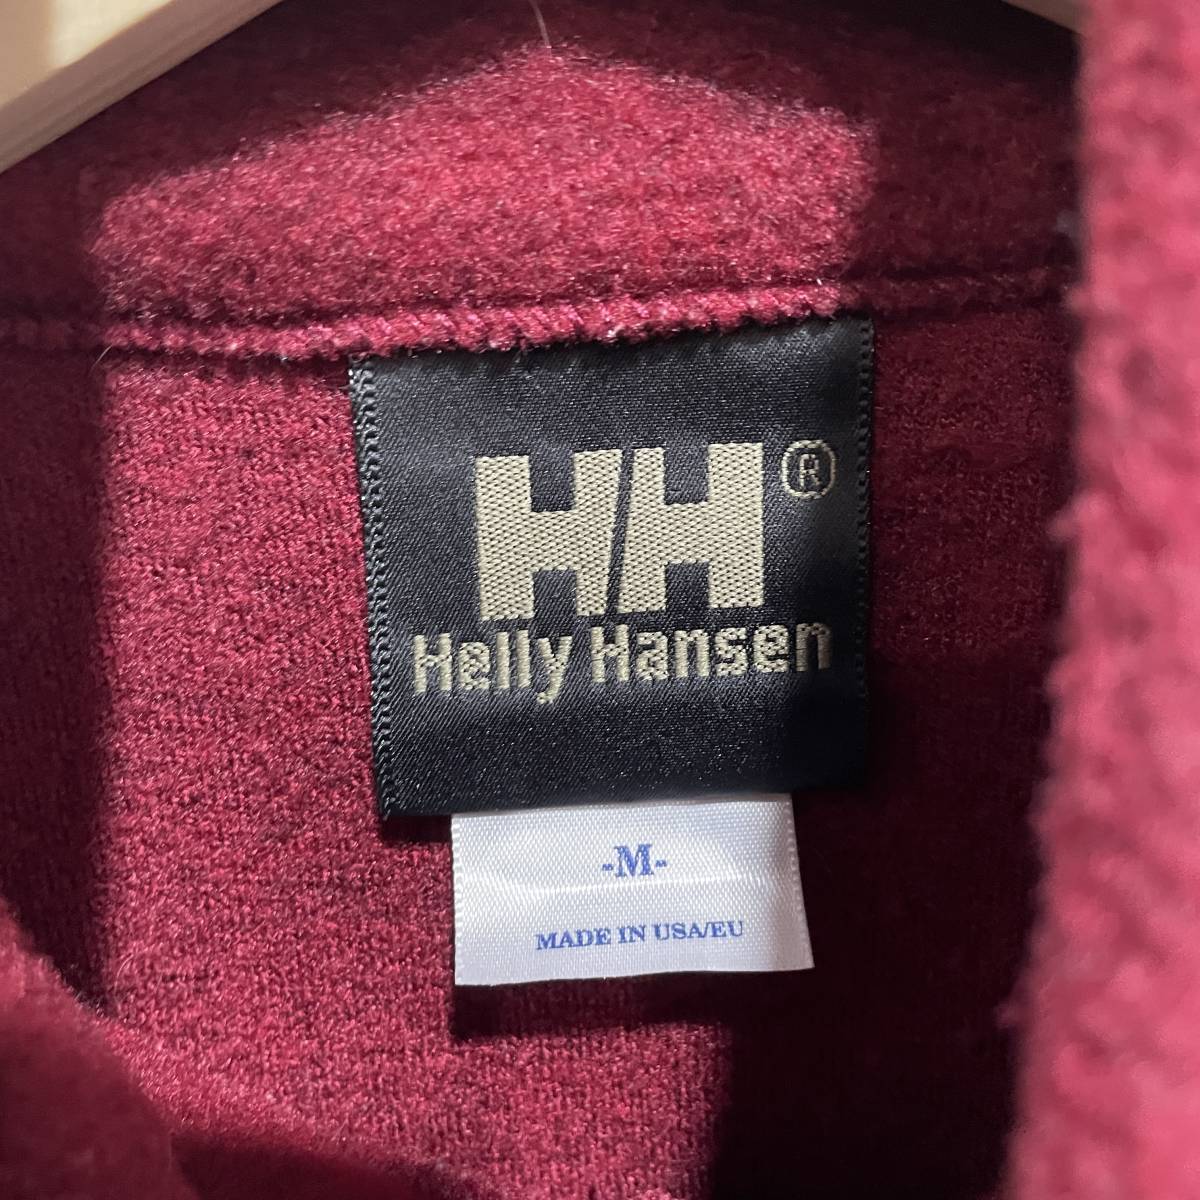 HH®
Helly Hansen
-M-
MADE IN USA/EU